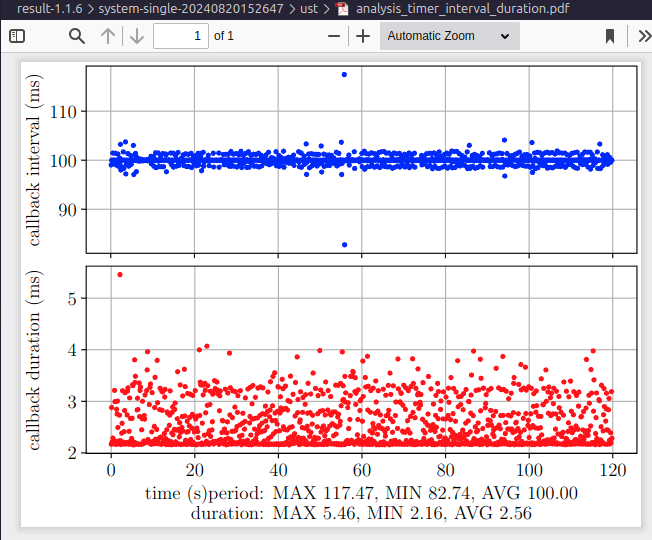 result-1.1.6 > system-single-20240820152647 > ust > analysis_timer_interval_duration.pdf
1 of 1 Automatic Zoom
callback interval (ms)
110
100
90
callback duration (ms)
5
4
3
2
0 20 40 60 80 100 120
time (s)period: MAX 117.47, MIN 82.74, AVG 100.00
duration: MAX 5.46, MIN 2.16, AVG 2.56